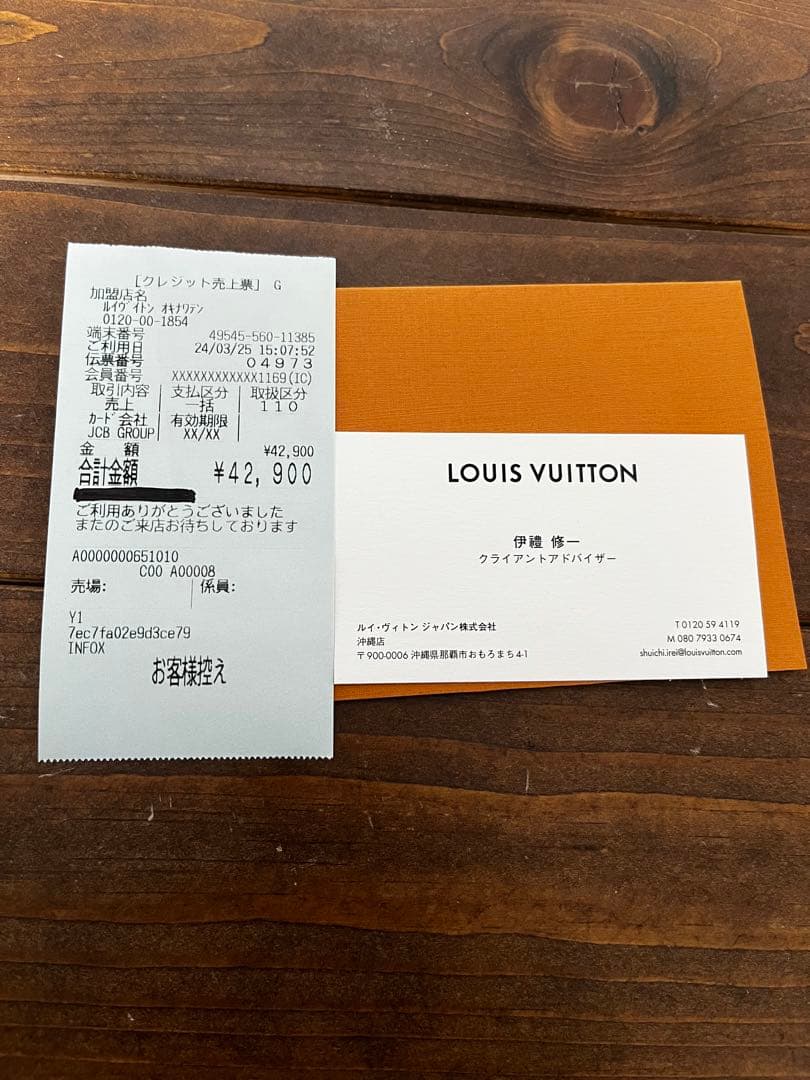 [クレジット売上票] G
加盟店名
ルイヴィトン オキナワテン
0120-00-1854
端末番号 49545-560-11385
ご利用日 24/03/25 15:07:52
伝票番号 04973
会員番号 XXXXXXXXXXXX1169(IC)
取引内容 支払区分 取扱区分
売上 一括 110
カード会社 有効期限
JCB GROUP XX/XX
金 額 ¥42,900
合計金額 ¥42,900
ご利用ありがとうございました
またのご来店お待ちしております
A0000000651010
C00 A00008
売場: 係員:
Y1
7ec7fa02e9d3ce79
INFOX
お客様控え
LOUIS VUITTON
伊禮 修一
クライアントアドバイザー
ルイ・ヴィトン ジャパン株式会社
沖縄店
〒900-0006 沖縄県那覇市おもろまち4-1
T 0120 59 4119
M 080 7933 0674
shuichi.irei@louisvuitton.com